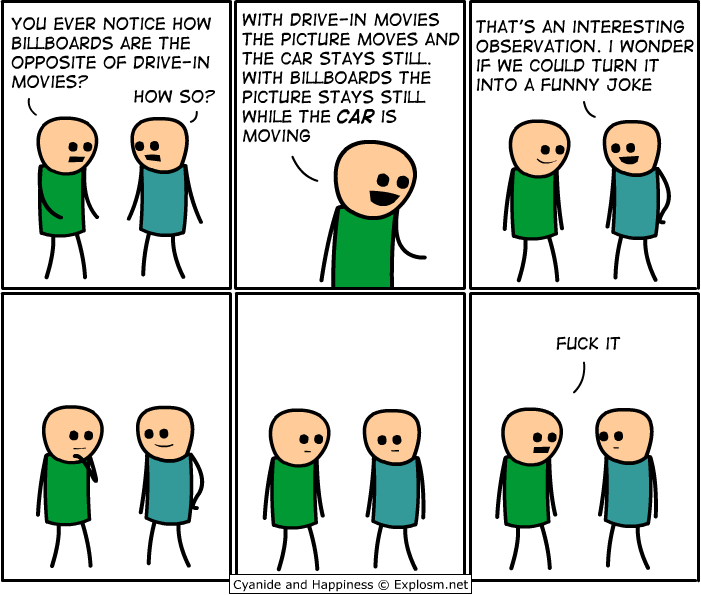 YOU EVER NOTICE HOW
BILLBOARDS ARE THE
OPPOSITE OF DRIVE-IN
MOVIES?
HOW SO?
WITH DRIVE-IN MOVIES
THE PICTURE MOVES AND
THE CAR STAYS STILL.
WITH BILLBOARDS THE
PICTURE STAYS STILL
WHILE THE CAR IS
MOVING
THAT'S AN INTERESTING
OBSERVATION. I WONDER
IF WE COULD TURN IT
INTO A FUNNY JOKE
FUCK IT
Cyanide and Happiness © Explosm.net